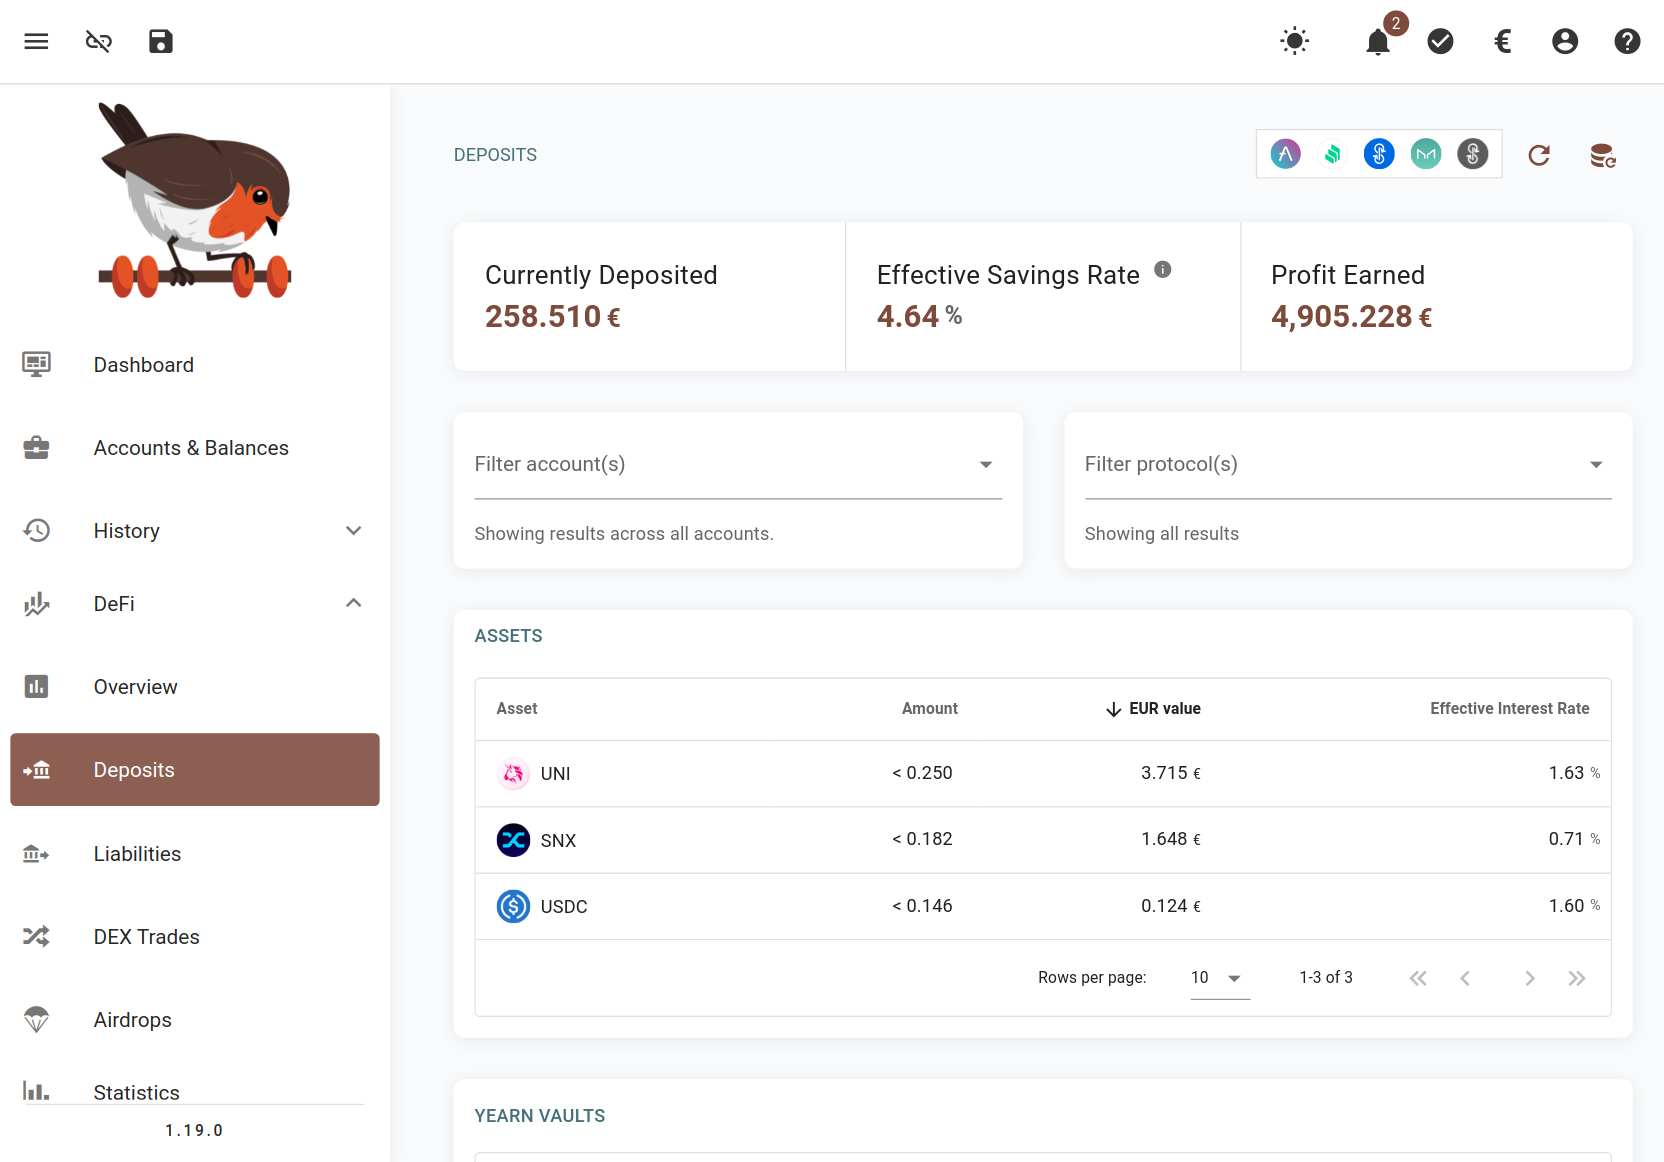 2
DEPOSITS
Currently Deposited
258.510 €
Effective Savings Rate
4.64 %
Profit Earned
4,905.228 €
Dashboard
Accounts & Balances
History
DeFi
Overview
Deposits
Liabilities
DEX Trades
Airdrops
Statistics
1.19.0
Filter account(s)
Showing results across all accounts.
Filter protocol(s)
Showing all results
ASSETS
Asset Amount EUR value Effective Interest Rate
UNI < 0.250 3.715 € 1.63 %
SNX < 0.182 1.648 € 0.71 %
USDC < 0.146 0.124 € 1.60 %
Rows per page: 10 1-3 of 3
YEARN VAULTS